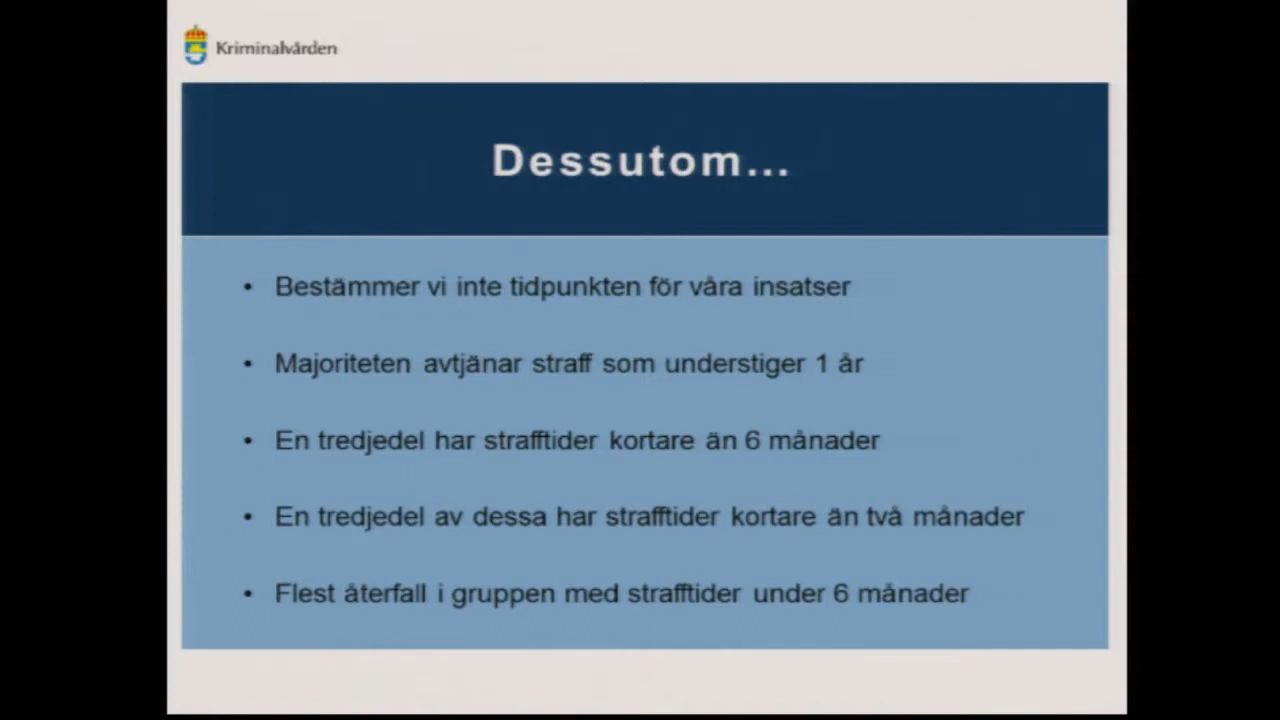 Kriminalvården
Dessutom...
• Bestämmer vi inte tidpunkten för våra insatser
• Majoriteten avtjänar straff som understiger 1 år
• En tredjedel har strafftider kortare än 6 månader
• En tredjedel av dessa har strafftider kortare än två månader
• Flest återfall i gruppen med strafftider under 6 månader